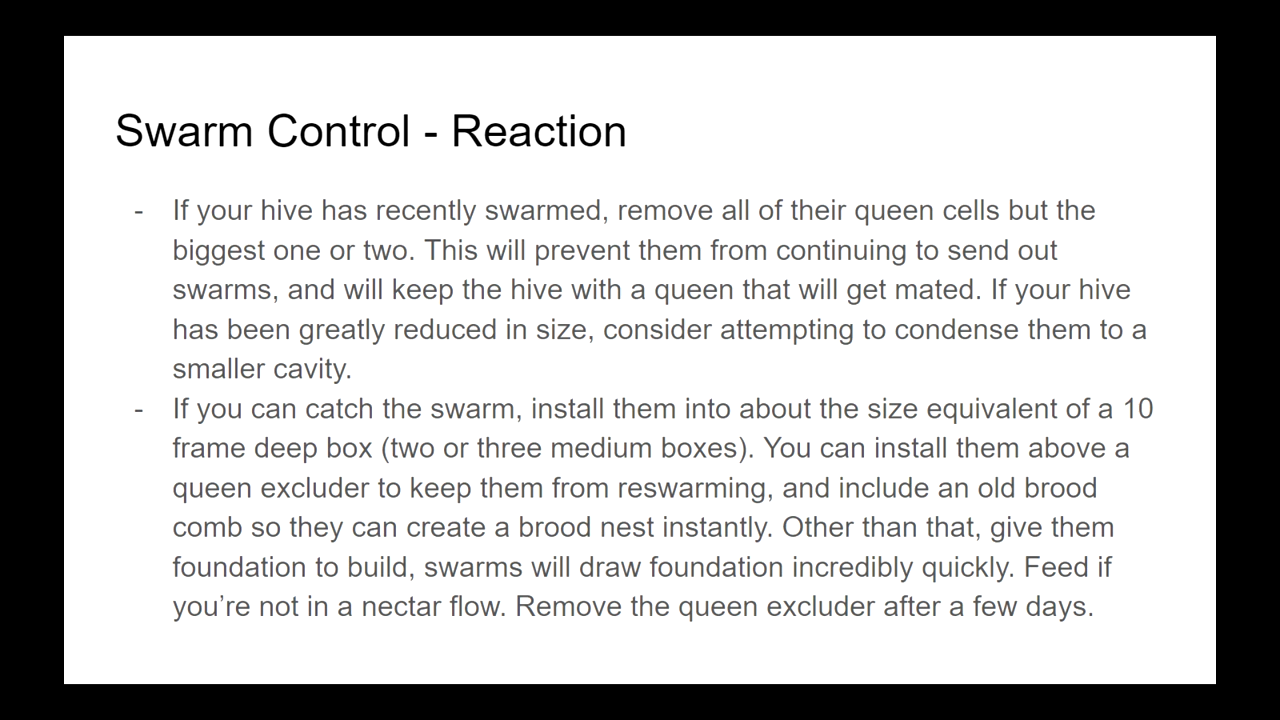 Swarm Control - Reaction
- If your hive has recently swarmed, remove all of their queen cells but the
biggest one or two. This will prevent them from continuing to send out
swarms, and will keep the hive with a queen that will get mated. If your hive
has been greatly reduced in size, consider attempting to condense them to a
smaller cavity.
- If you can catch the swarm, install them into about the size equivalent of a 10
frame deep box (two or three medium boxes). You can install them above a
queen excluder to keep them from reswarming, and include an old brood
comb so they can create a brood nest instantly. Other than that, give them
foundation to build, swarms will draw foundation incredibly quickly. Feed if
you’re not in a nectar flow. Remove the queen excluder after a few days.